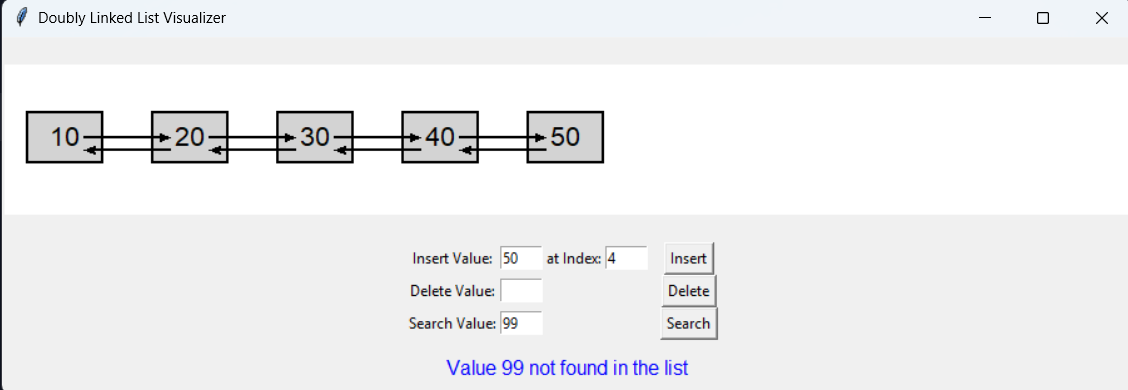 Doubly Linked List Visualizer
10 20 30 40 50
Insert Value: 50 at Index: 4 Insert
Delete Value: Delete
Search Value: 99 Search
Value 99 not found in the list